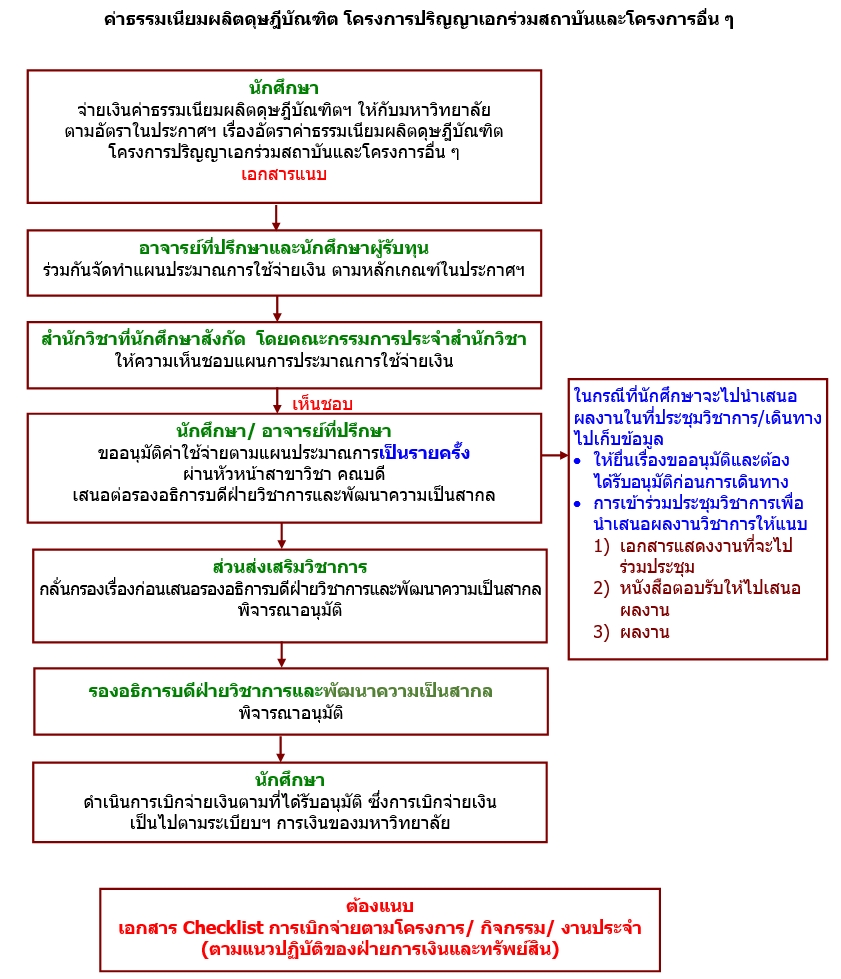 ค่าธรรมเนียมผลิตดุษฎีบัณฑิต โครงการปริญญาเอกร่วมสถาบันและโครงการอื่น ๆ
นักศึกษา
จ่ายเงินค่าธรรมเนียมผลิตดุษฎีบัณฑิตฯ ให้กับมหาวิทยาลัย
ตามอัตราในประกาศฯ เรื่องอัตราค่าธรรมเนียมผลิตดุษฎีบัณฑิต
โครงการปริญญาเอกร่วมสถาบันและโครงการอื่น ๆ
เอกสารแนบ
อาจารย์ที่ปรึกษาและนักศึกษาผู้รับทุน
ร่วมกันจัดทำแผนประมาณการใช้จ่ายเงิน ตามหลักเกณฑ์ในประกาศฯ
สำนักวิชาที่นักศึกษาสังกัด โดยคณะกรรมการประจำสำนักวิชา
ให้ความเห็นชอบแผนการประมาณการใช้จ่ายเงิน
เห็นชอบ
นักศึกษา/ อาจารย์ที่ปรึกษา
ขออนุมัติค่าใช้จ่ายตามแผนประมาณการเป็นรายครั้ง
ผ่านหัวหน้าสาขาวิชา คณบดี
เสนอต่อรองอธิการบดีฝ่ายวิชาการและพัฒนาความเป็นสากล
ในกรณีที่นักศึกษาจะไปนำเสนอ
ผลงานในที่ประชุมวิชาการ/เดินทาง
ไปเก็บข้อมูล
• ให้ยื่นเรื่องขออนุมัติและต้อง
ได้รับอนุมัติก่อนการเดินทาง
• การเข้าร่วมประชุมวิชาการเพื่อ
นำเสนอผลงานวิชาการให้แนบ
1) เอกสารแสดงงานที่จะไป
ร่วมประชุม
2) หนังสือตอบรับให้ไปเสนอ
ผลงาน
3) ผลงาน
ส่วนส่งเสริมวิชาการ
กลั่นกรองเรื่องก่อนเสนอรองอธิการบดีฝ่ายวิชาการและพัฒนาความเป็นสากล
พิจารณาอนุมัติ
รองอธิการบดีฝ่ายวิชาการและพัฒนาความเป็นสากล
พิจารณาอนุมัติ
นักศึกษา
ดำเนินการเบิกจ่ายเงินตามที่ได้รับอนุมัติ ซึ่งการเบิกจ่ายเงิน
เป็นไปตามระเบียบฯ การเงินของมหาวิทยาลัย
ต้องแนบ
เอกสาร Checklist การเบิกจ่ายตามโครงการ/ กิจกรรม/ งานประจำ
(ตามแนวปฏิบัติของฝ่ายการเงินและทรัพย์สิน)